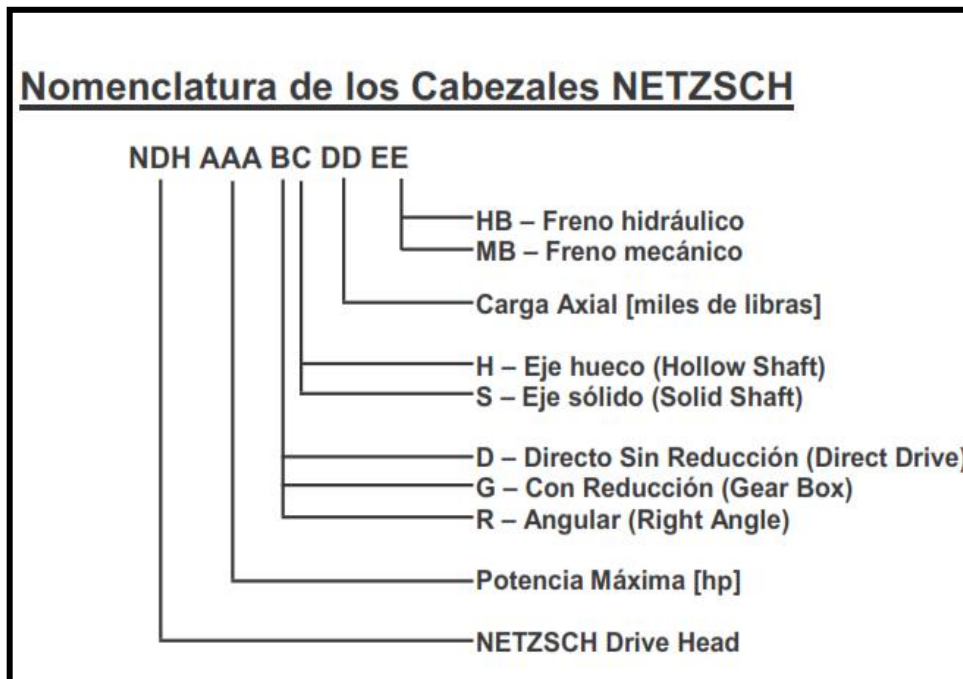 Nomenclatura de los Cabezales NETZSCH
NDH AAA BC DD EE
HB – Freno hidráulico
MB – Freno mecánico
Carga Axial [miles de libras]
H – Eje hueco (Hollow Shaft)
S – Eje sólido (Solid Shaft)
D – Directo Sin Reducción (Direct Drive)
G – Con Reducción (Gear Box)
R – Angular (Right Angle)
Potencia Máxima [hp]
NETZSCH Drive Head